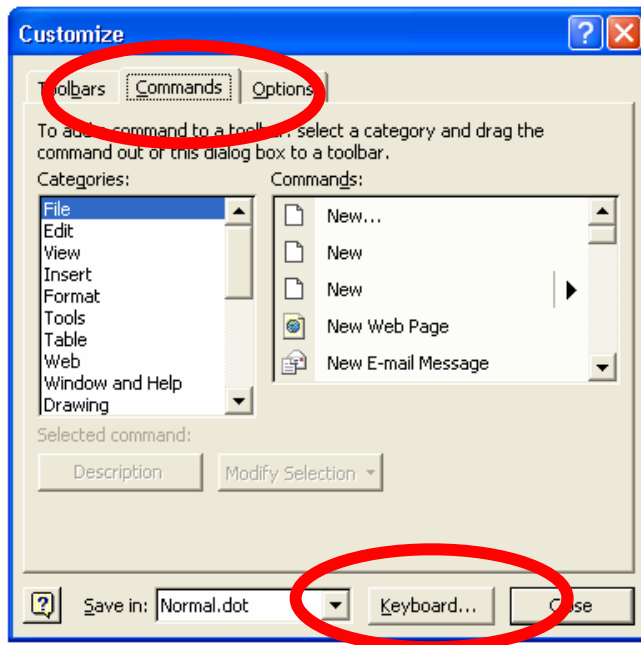 Customize
Toolbars Commands Options
To add a command to a toolbar, select a category and drag the
command out of this dialog box to a toolbar.
Categories:
File
Edit
View
Insert
Format
Tools
Table
Web
Window and Help
Drawing
Commands:
New...
New
New
New Web Page
New E-mail Message
Selected command:
Description Modify Selection
Save in: Normal.dot Keyboard... Close